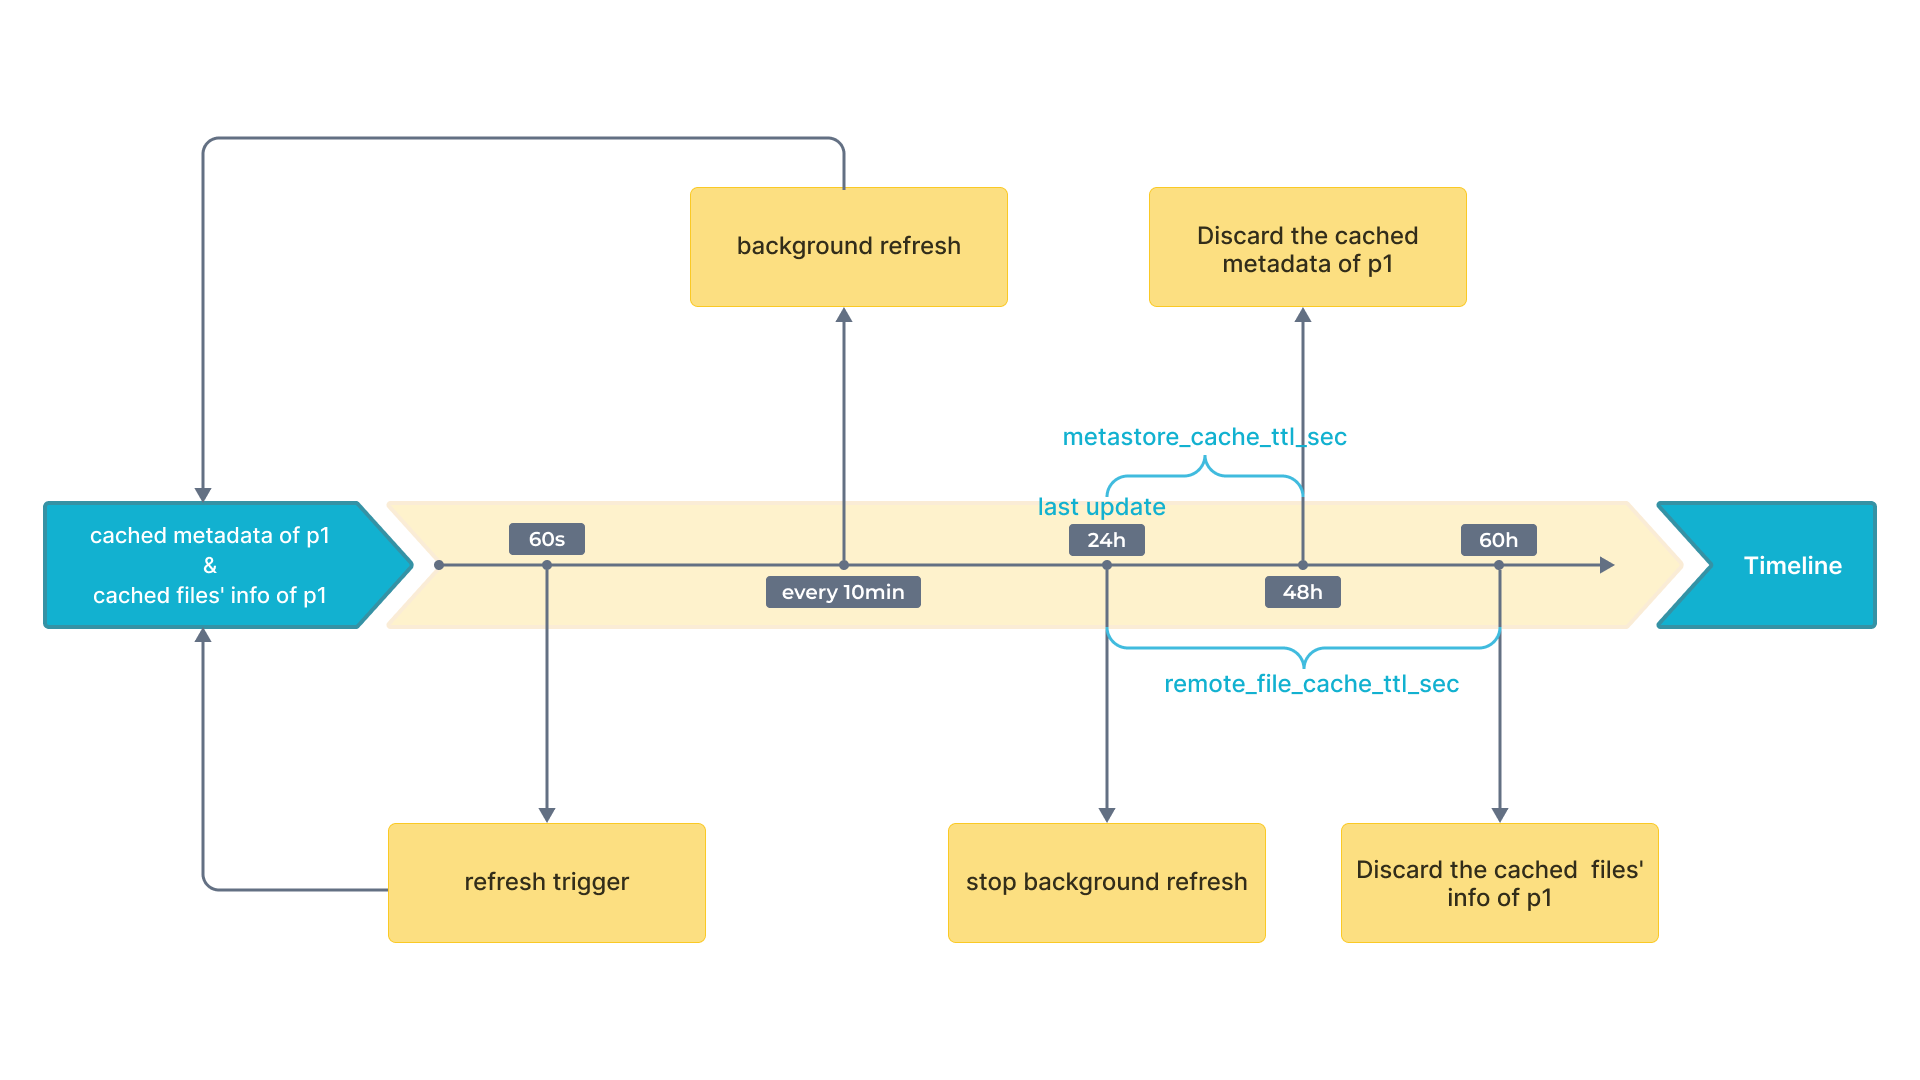 background refresh
Discard the cached
metadata of p1
metastore_cache_ttl_sec
last update
cached metadata of p1
&
cached files' info of p1
60s
every 10min
24h
48h
60h
Timeline
remote_file_cache_ttl_sec
refresh trigger
stop background refresh
Discard the cached  files'
info of p1